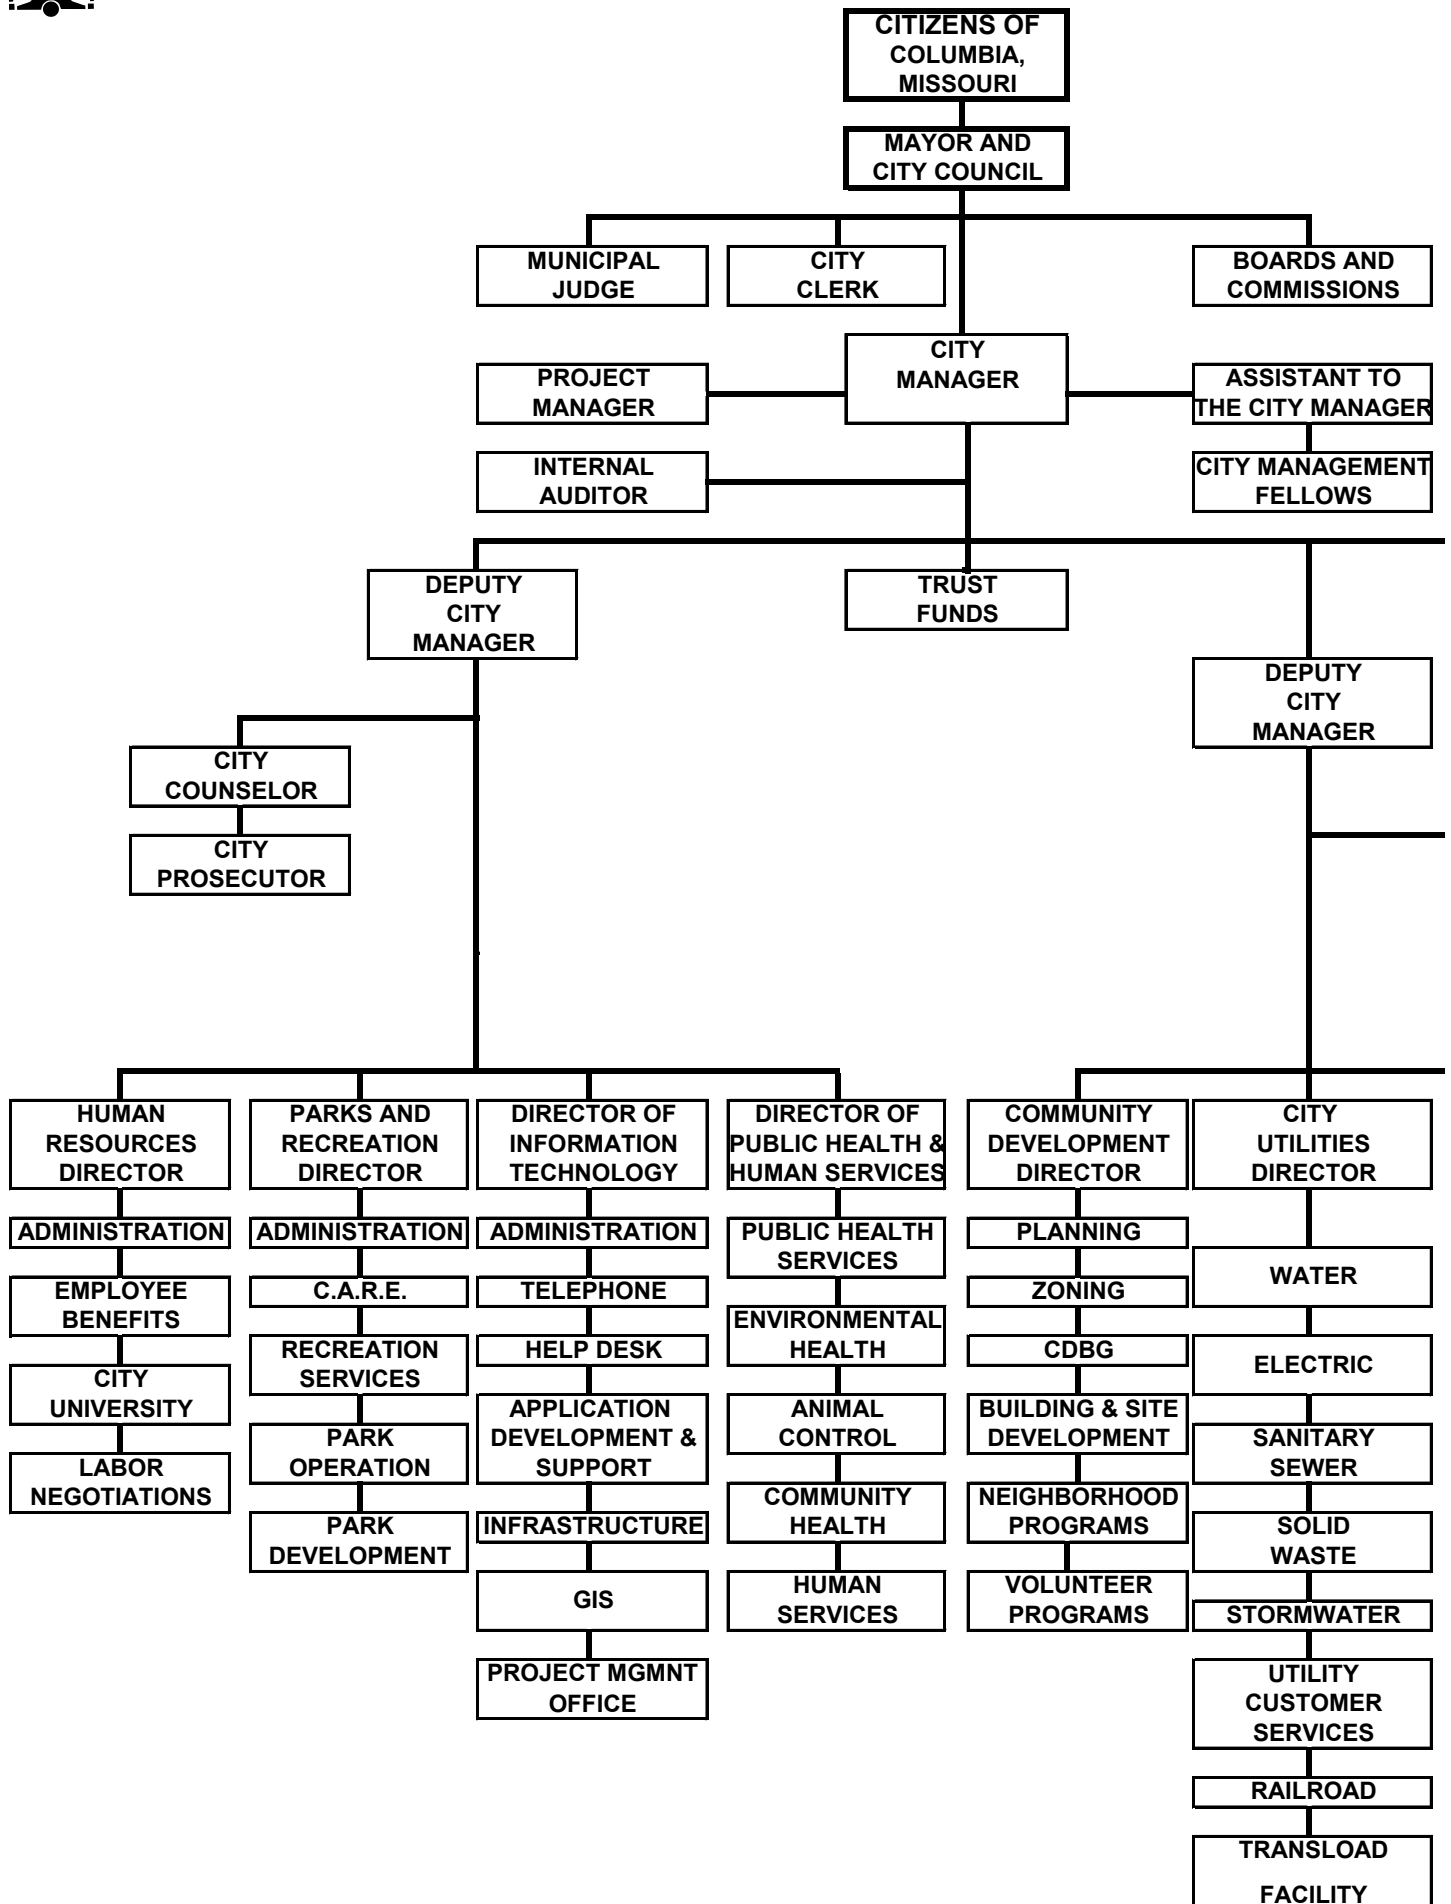 CITIZENS OF
COLUMBIA,
MISSOURI
MAYOR AND
CITY COUNCIL
MUNICIPAL
JUDGE
CITY
CLERK
BOARDS AND
COMMISSIONS
CITY
MANAGER
PROJECT
MANAGER
ASSISTANT TO
THE CITY MANAGER
INTERNAL
AUDITOR
CITY MANAGEMENT
FELLOWS
DEPUTY
CITY
MANAGER
TRUST
FUNDS
DEPUTY
CITY
MANAGER
CITY
COUNSELOR
CITY
PROSECUTOR
HUMAN
RESOURCES
DIRECTOR
ADMINISTRATION
EMPLOYEE
BENEFITS
CITY
UNIVERSITY
LABOR
NEGOTIATIONS
PARKS AND
RECREATION
DIRECTOR
ADMINISTRATION
C.A.R.E.
RECREATION
SERVICES
PARK
OPERATION
PARK
DEVELOPMENT
DIRECTOR OF
INFORMATION
TECHNOLOGY
ADMINISTRATION
TELEPHONE
HELP DESK
APPLICATION
DEVELOPMENT &
SUPPORT
INFRASTRUCTURE
GIS
PROJECT MGMNT
OFFICE
DIRECTOR OF
PUBLIC HEALTH &
HUMAN SERVICES
PUBLIC HEALTH
SERVICES
ENVIRONMENTAL
HEALTH
ANIMAL
CONTROL
COMMUNITY
HEALTH
HUMAN
SERVICES
COMMUNITY
DEVELOPMENT
DIRECTOR
PLANNING
ZONING
CDBG
BUILDING & SITE
DEVELOPMENT
NEIGHBORHOOD
PROGRAMS
VOLUNTEER
PROGRAMS
CITY
UTILITIES
DIRECTOR
WATER
ELECTRIC
SANITARY
SEWER
SOLID
WASTE
STORMWATER
UTILITY
CUSTOMER
SERVICES
RAILROAD
TRANSLOAD
FACILITY